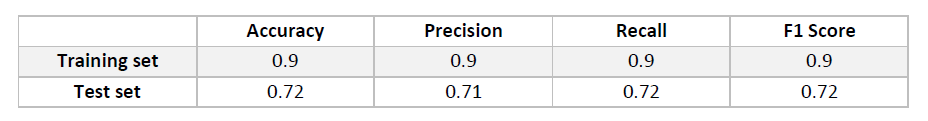 Accuracy Precision Recall F1 Score
Training set 0.9 0.9 0.9 0.9
Test set 0.72 0.71 0.72 0.72